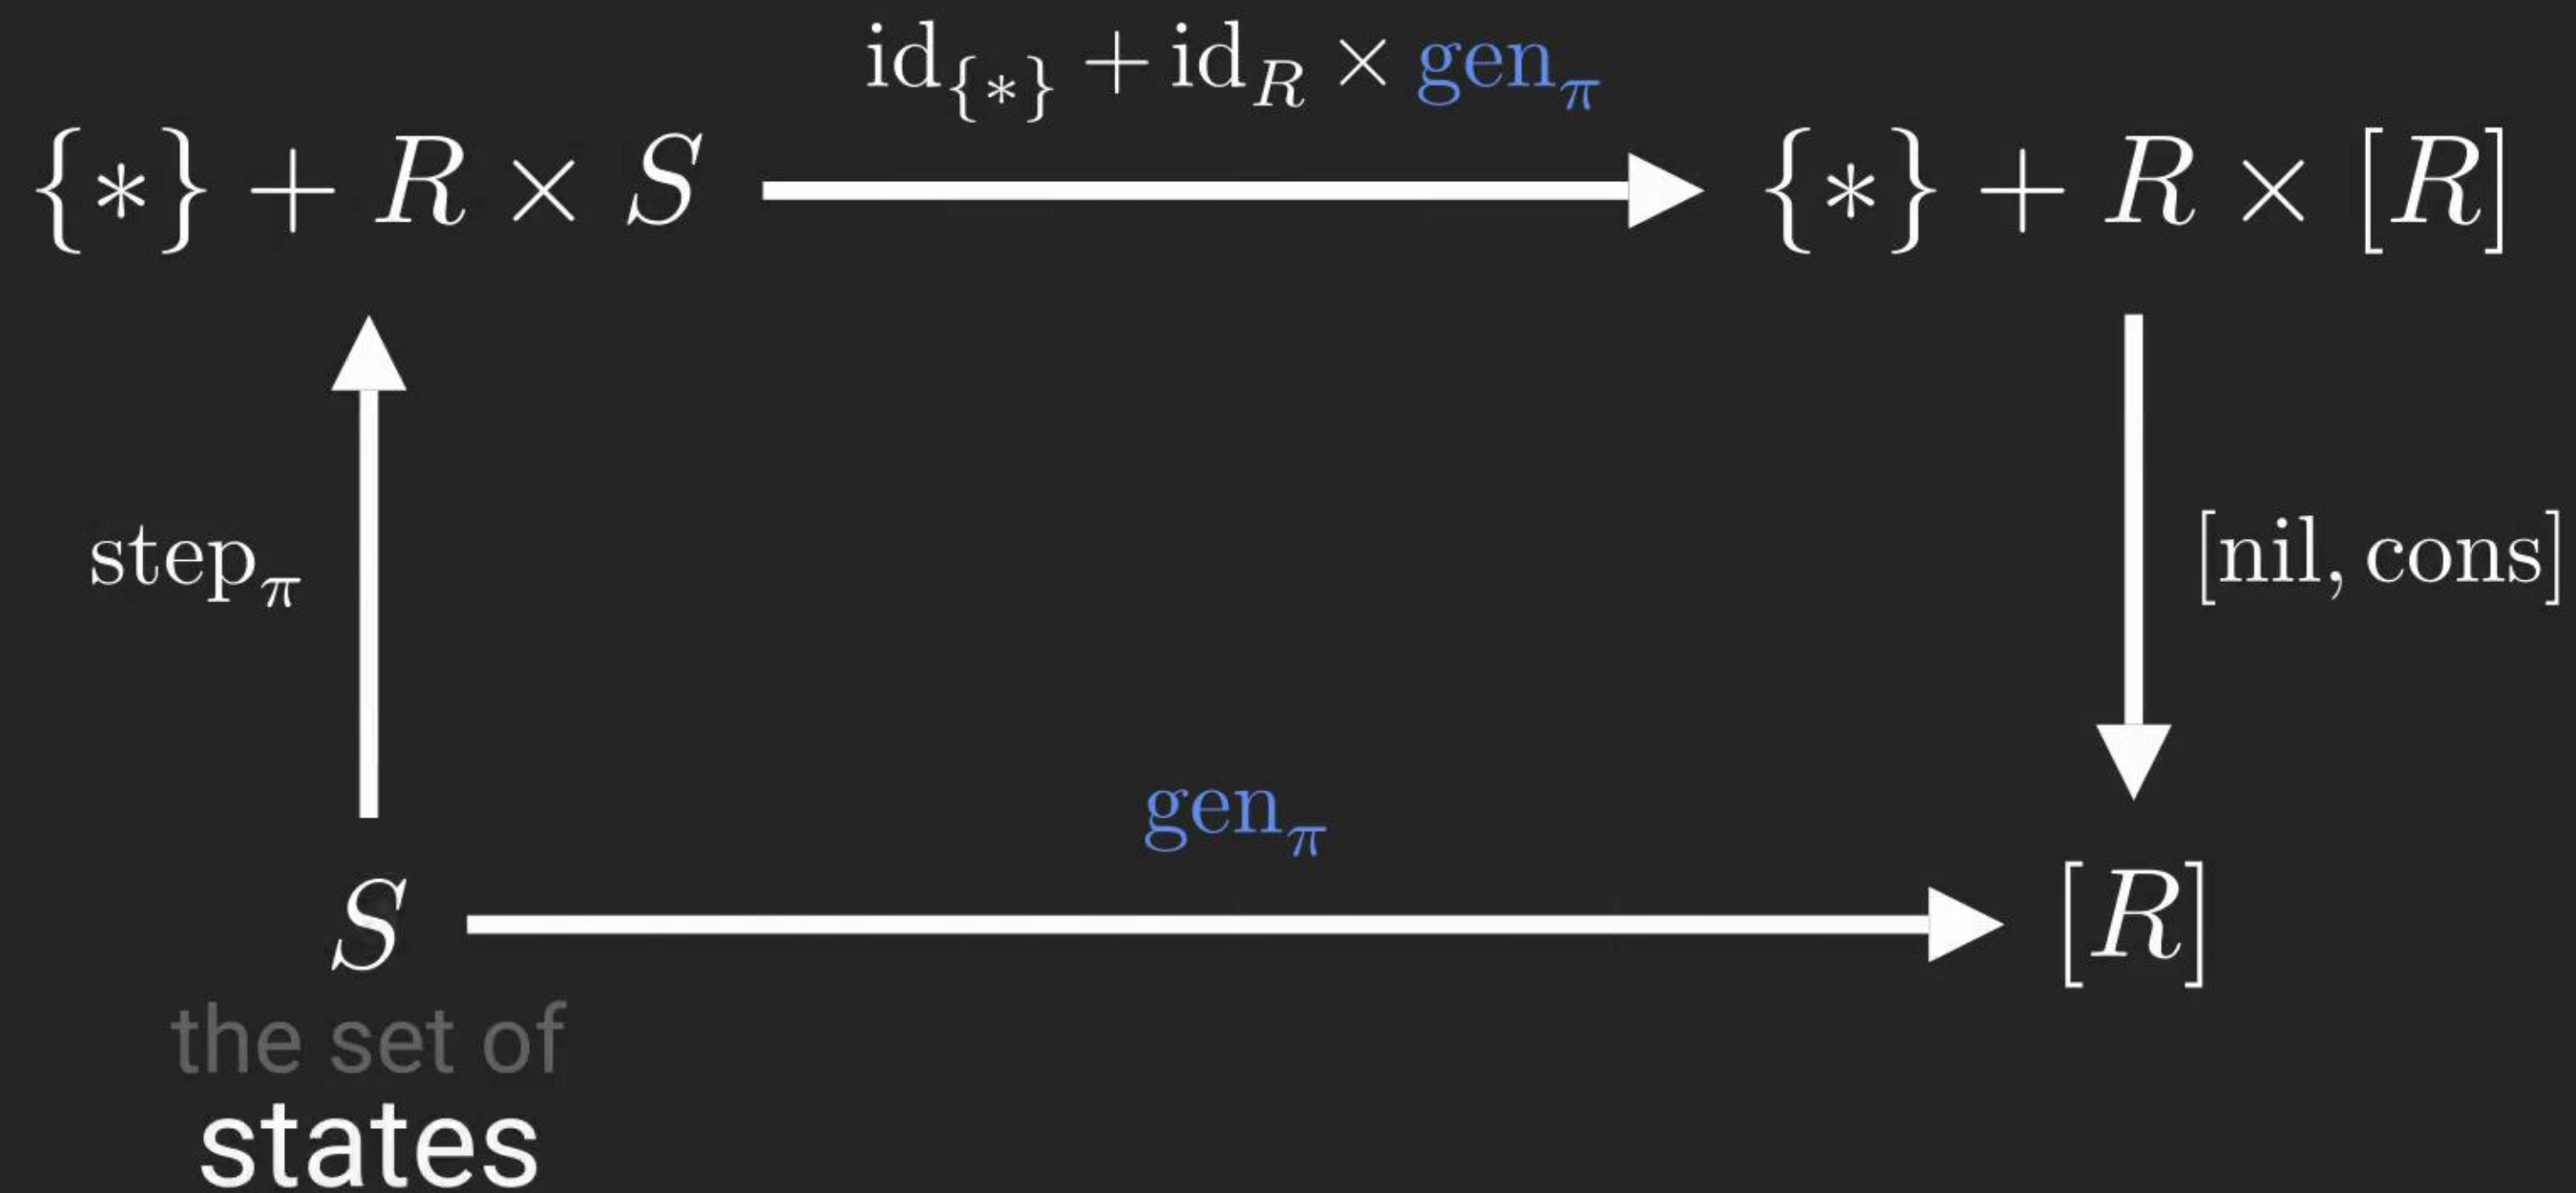 id_{∗} + id_R × gen_π
{∗} + R × S
{∗} + R × [R]
step_π
[nil, cons]
gen_π
S
[R]
the set of
states